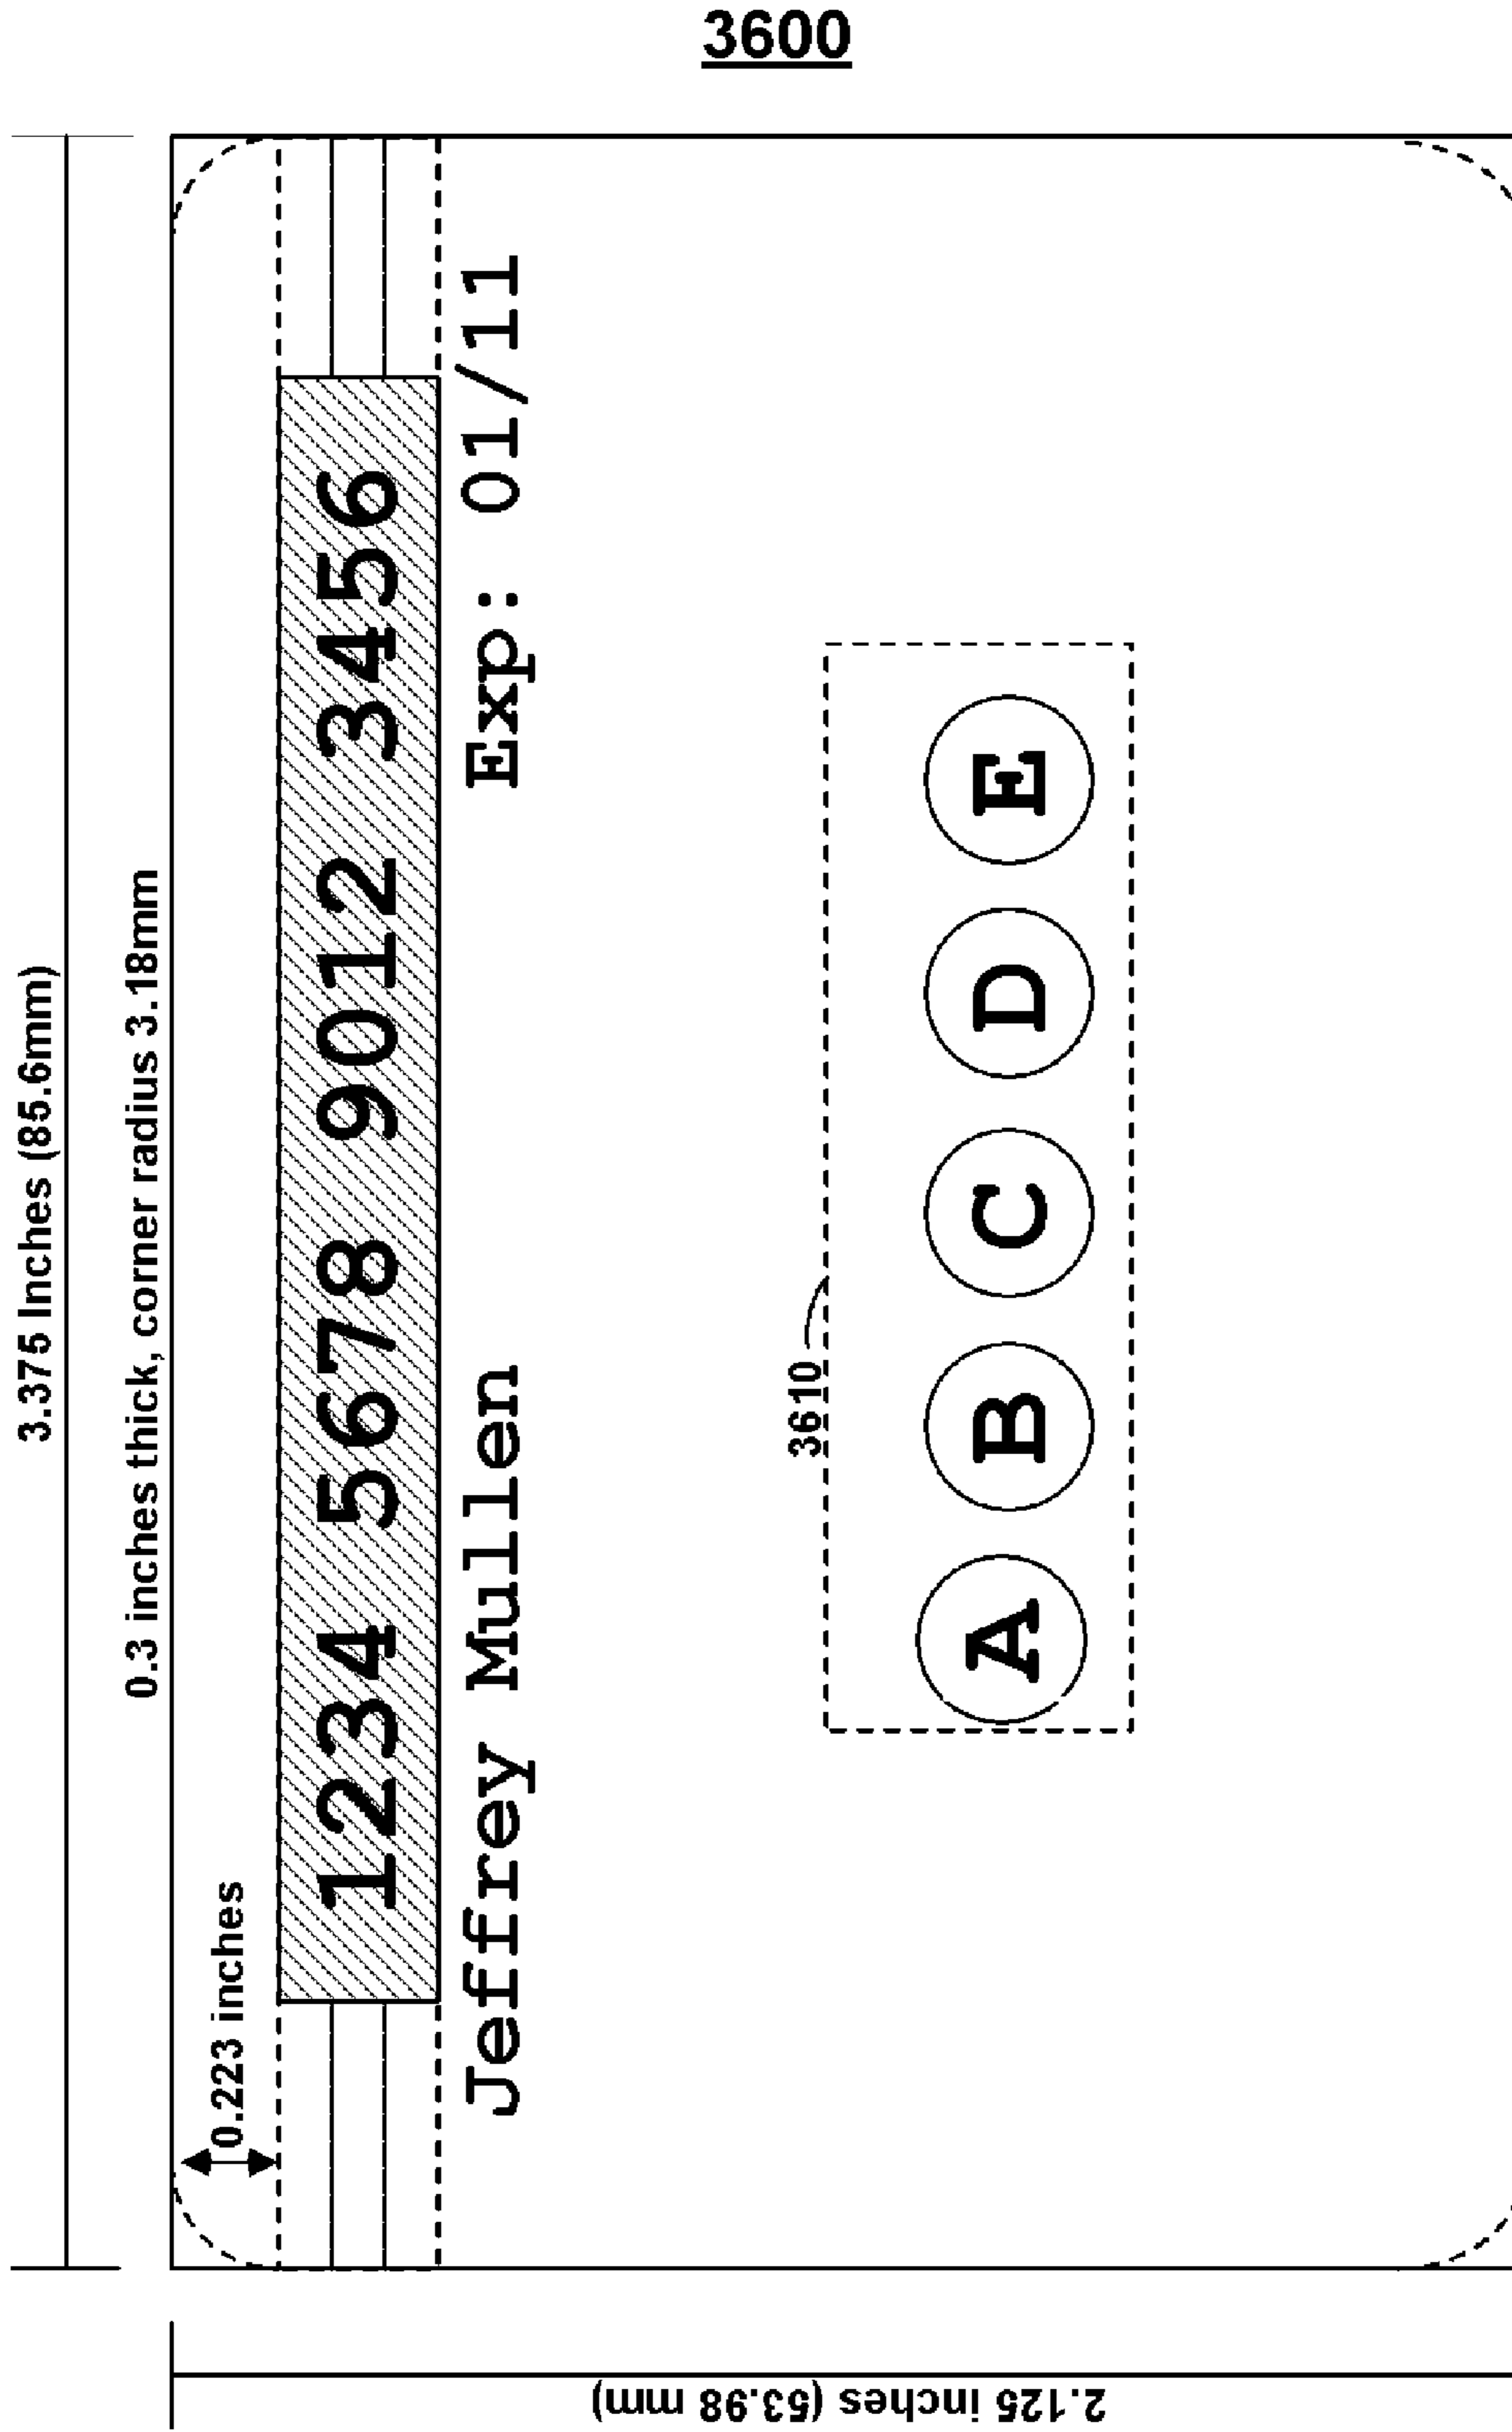 3600
3.375 Inches (85.6mm)
0.3 inches thick, corner radius 3.18mm
0.223 inches
1234 5678 9012 3456
Jeffrey Mullen Exp: 01/11
3610
A B C D E
2.125 inches (53.98 mm)